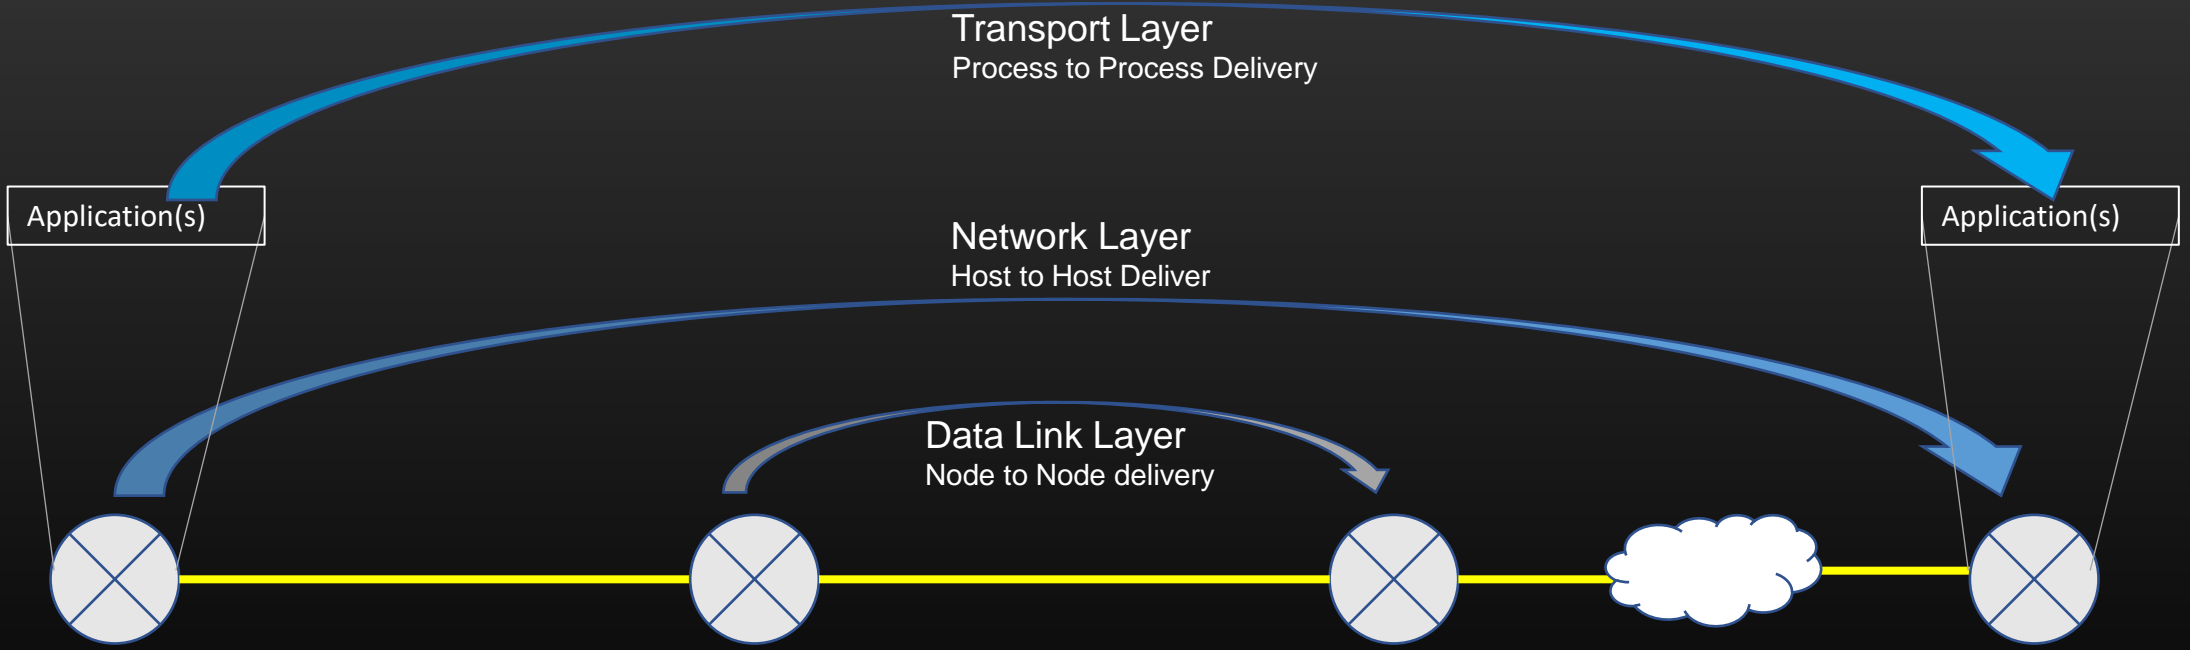 Transport Layer
Process to Process Delivery
Application(s)
Application(s)
Network Layer
Host to Host Deliver
Data Link Layer
Node to Node delivery